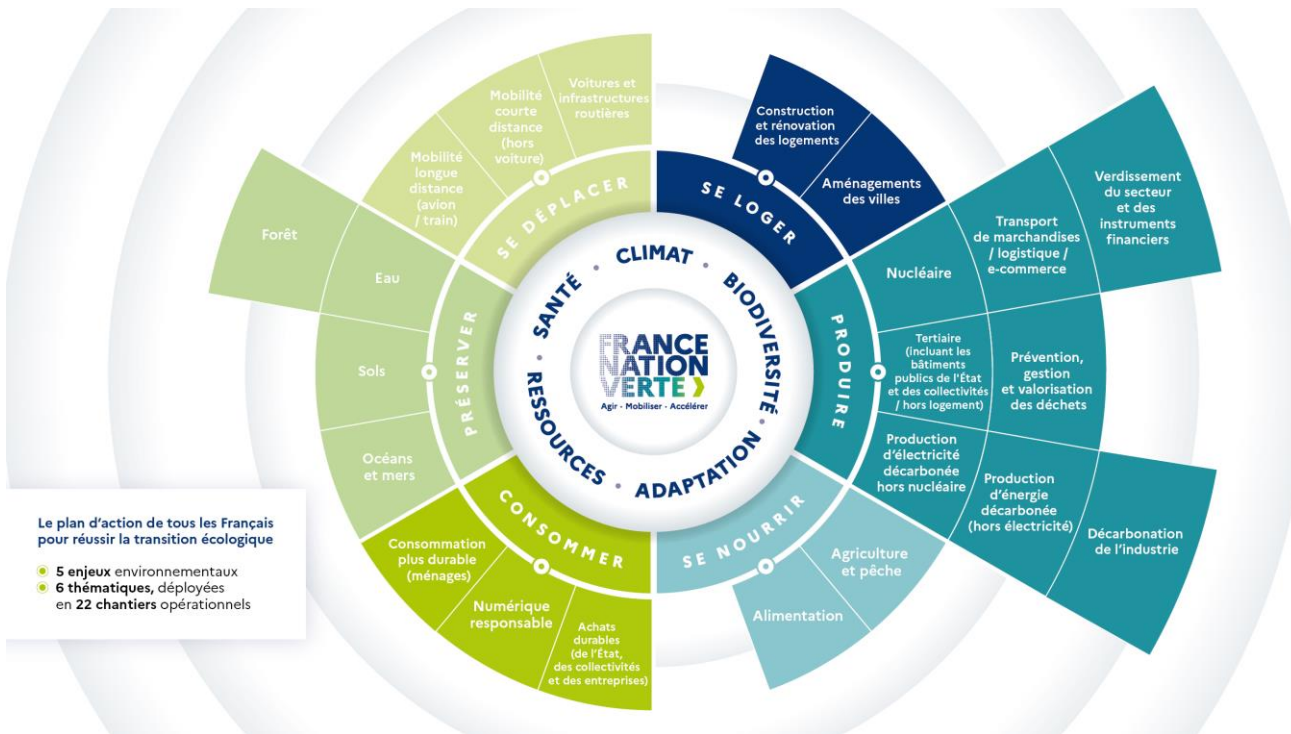 Voitures et
infrastructures
routières
Mobilité
courte
distance
(hors
voiture)
Mobilité
longue
distance
(avion
/ train)
SE DÉPLACER
Construction
et rénovation
des logements
Aménagements
des villes
SE LOGER
Verdissement
du secteur
et des
instruments
financiers
Transport
de marchandises
/ logistique /
e-commerce
Nucléaire
Tertiaire
(incluant les
bâtiments
publics de l'État
et des collectivités
/ hors logement)
Prévention,
gestion
et valorisation
des déchets
Production
d'électricité
décarbonée
hors nucléaire
Production
d'énergie
décarbonée
(hors électricité)
Décarbonation
de l'industrie
PRODUIRE
Agriculture
et pêche
Alimentation
SE NOURRIR
Consommation
plus durable
(ménages)
Numérique
responsable
Achats
durables
(de l'État,
des collectivités
et des entreprises)
CONSOMMER
Forêt
Eau
Sols
Océans
et mers
PRÉSERVER
SANTÉ • CLIMAT • BIODIVERSITÉ • ADAPTATION • RESSOURCES •
FRANCE
NATION
VERTE
Agir - Mobiliser - Accélérer
Le plan d'action de tous les Français
pour réussir la transition écologique
5 enjeux environnementaux
6 thématiques, déployées
en 22 chantiers opérationnels